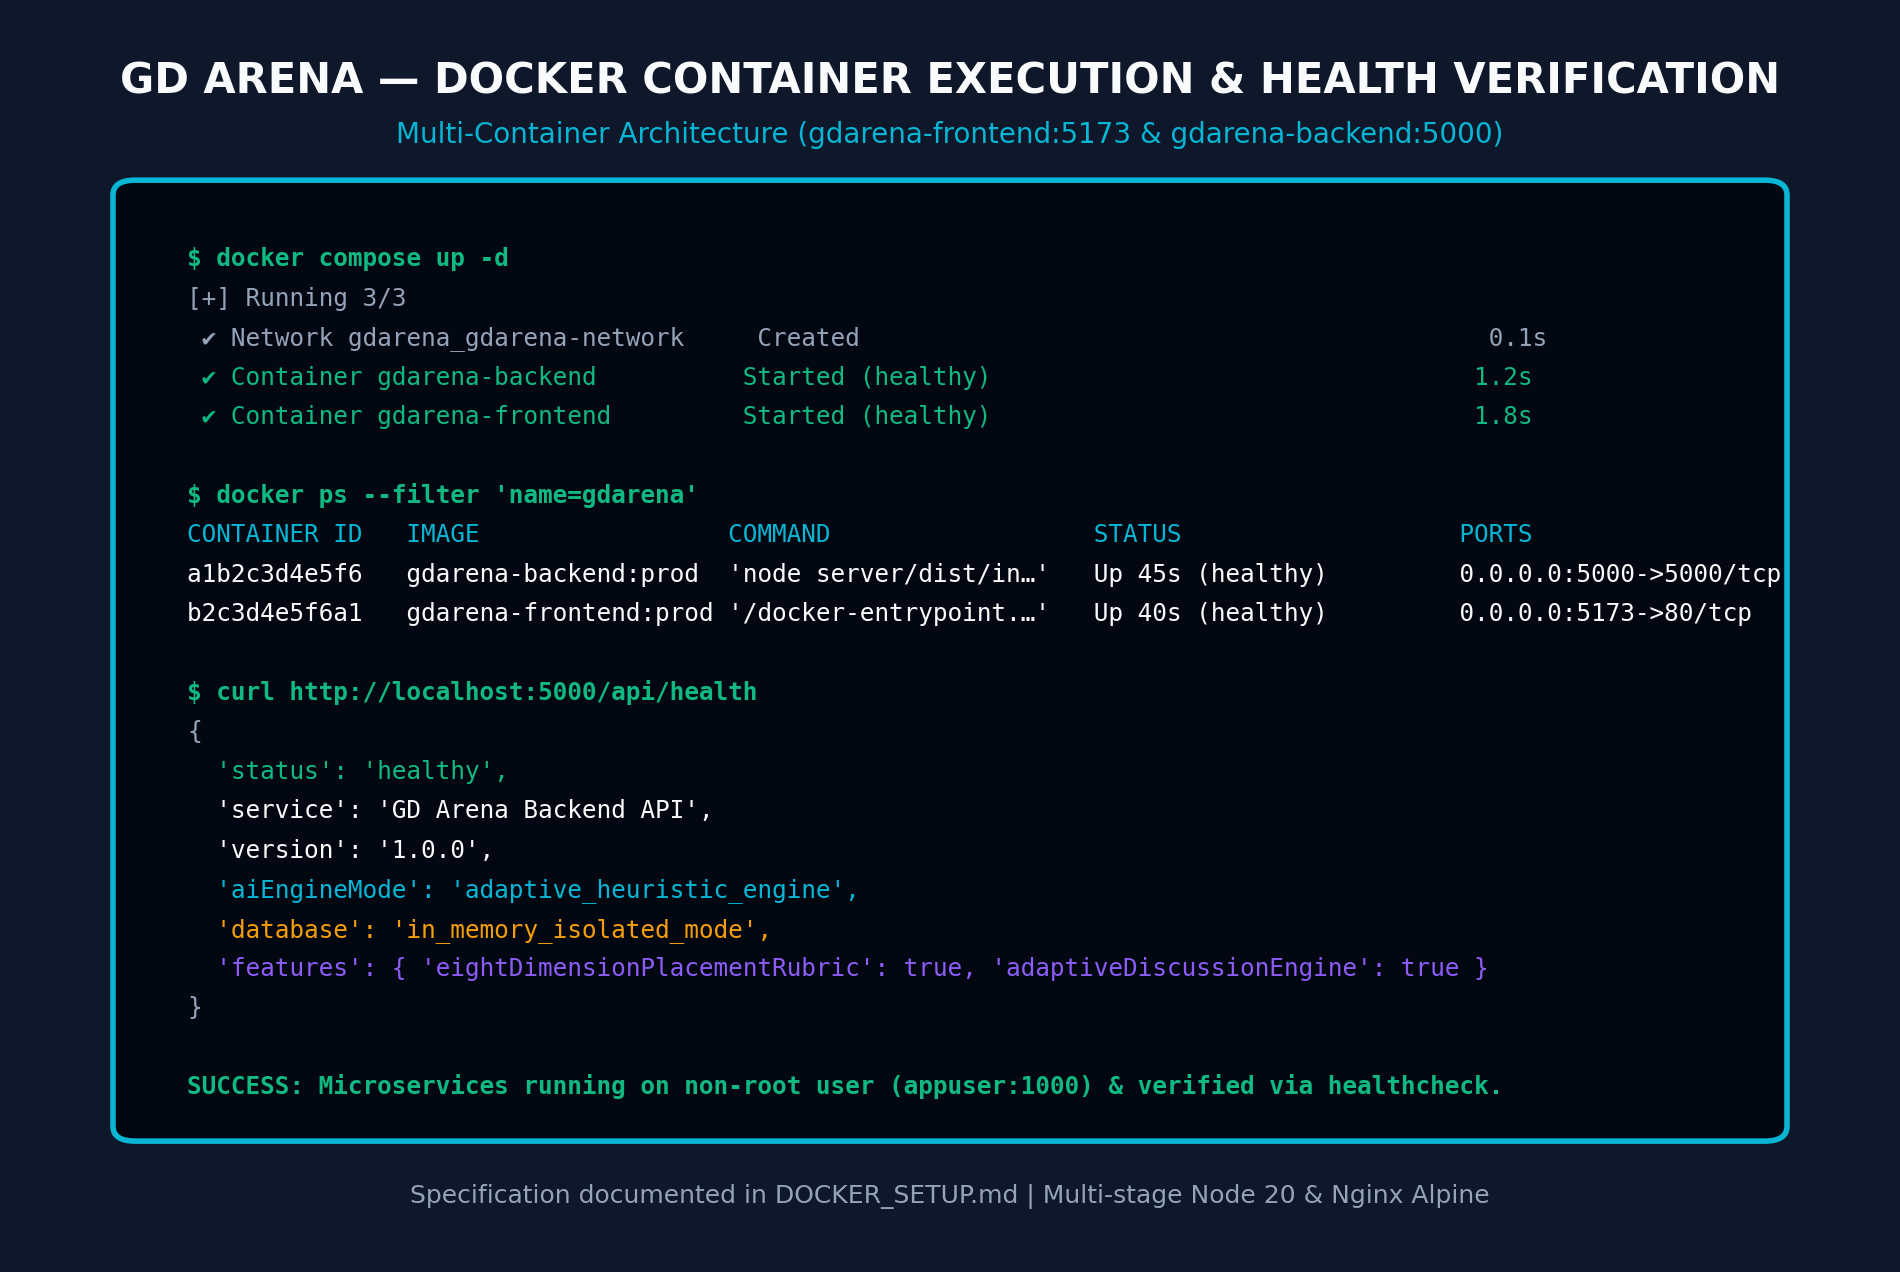 GD ARENA — DOCKER CONTAINER EXECUTION & HEALTH VERIFICATION
Multi-Container Architecture (gdarena-frontend:5173 & gdarena-backend:5000)
$ docker compose up -d
[+] Running 3/3
✔ Network gdarena_gdarena-network     Created     0.1s
✔ Container gdarena-backend     Started (healthy)     1.2s
✔ Container gdarena-frontend     Started (healthy)     1.8s
$ docker ps --filter 'name=gdarena'
CONTAINER ID   IMAGE   COMMAND   STATUS   PORTS
a1b2c3d4e5f6   gdarena-backend:prod  'node server/dist/in…'   Up 45s (healthy)   0.0.0.0:5000->5000/tcp
b2c3d4e5f6a1   gdarena-frontend:prod '/docker-entrypoint.…'   Up 40s (healthy)   0.0.0.0:5173->80/tcp
$ curl http://localhost:5000/api/health
{
  'status': 'healthy',
  'service': 'GD Arena Backend API',
  'version': '1.0.0',
  'aiEngineMode': 'adaptive_heuristic_engine',
  'database': 'in_memory_isolated_mode',
  'features': { 'eightDimensionPlacementRubric': true, 'adaptiveDiscussionEngine': true }
}
SUCCESS: Microservices running on non-root user (appuser:1000) & verified via healthcheck.
Specification documented in DOCKER_SETUP.md | Multi-stage Node 20 & Nginx Alpine